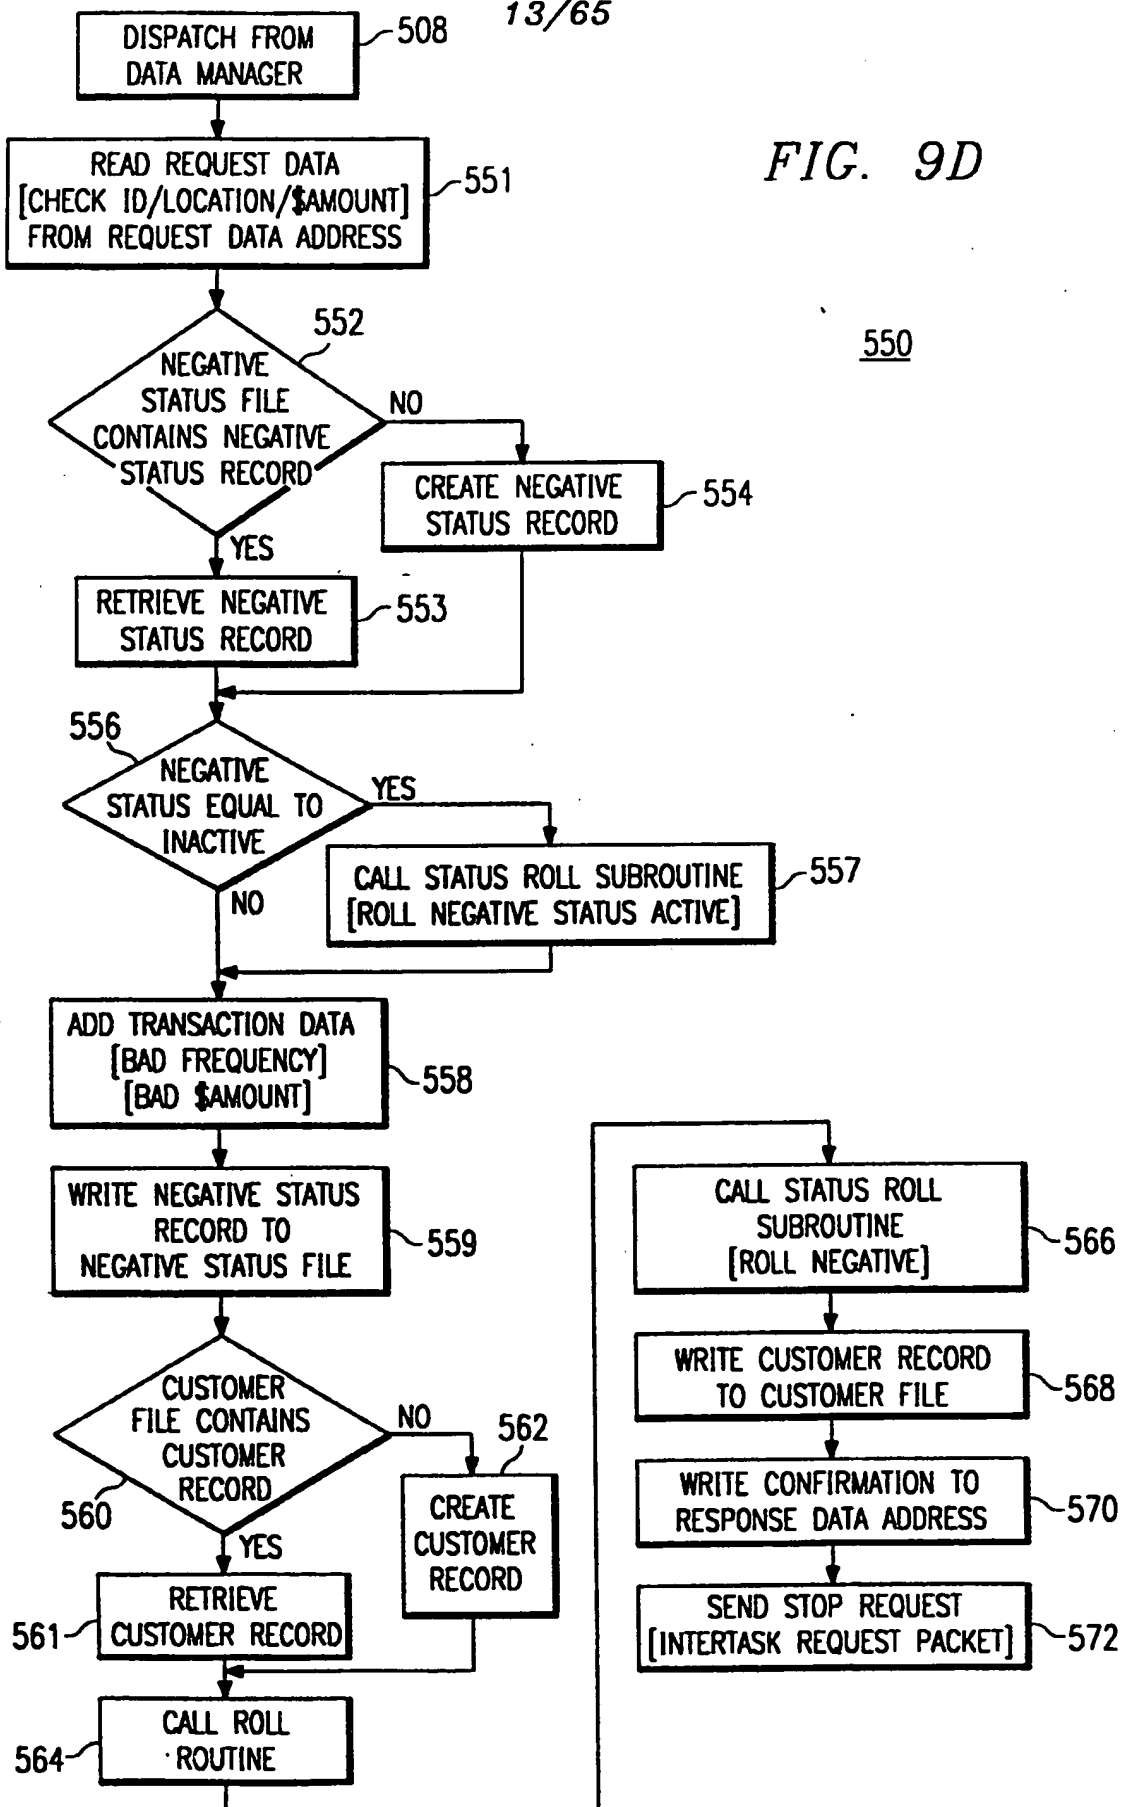 13/65
DISPATCH FROM
DATA MANAGER
508
FIG. 9D
READ REQUEST DATA
[CHECK ID/LOCATION/$AMOUNT]
FROM REQUEST DATA ADDRESS
551
550
552
NEGATIVE
STATUS FILE
CONTAINS NEGATIVE
STATUS RECORD
NO
CREATE NEGATIVE
STATUS RECORD
554
YES
RETRIEVE NEGATIVE
STATUS RECORD
553
556
NEGATIVE
STATUS EQUAL TO
INACTIVE
YES
CALL STATUS ROLL SUBROUTINE
[ROLL NEGATIVE STATUS ACTIVE]
557
NO
ADD TRANSACTION DATA
[BAD FREQUENCY]
[BAD $AMOUNT]
558
WRITE NEGATIVE STATUS
RECORD TO
NEGATIVE STATUS FILE
559
CUSTOMER
FILE CONTAINS
CUSTOMER
RECORD
560
NO
562
CREATE
CUSTOMER
RECORD
YES
RETRIEVE
CUSTOMER RECORD
561
CALL ROLL
ROUTINE
564
CALL STATUS ROLL
SUBROUTINE
[ROLL NEGATIVE]
566
WRITE CUSTOMER RECORD
TO CUSTOMER FILE
568
WRITE CONFIRMATION TO
RESPONSE DATA ADDRESS
570
SEND STOP REQUEST
[INTERTASK REQUEST PACKET]
572